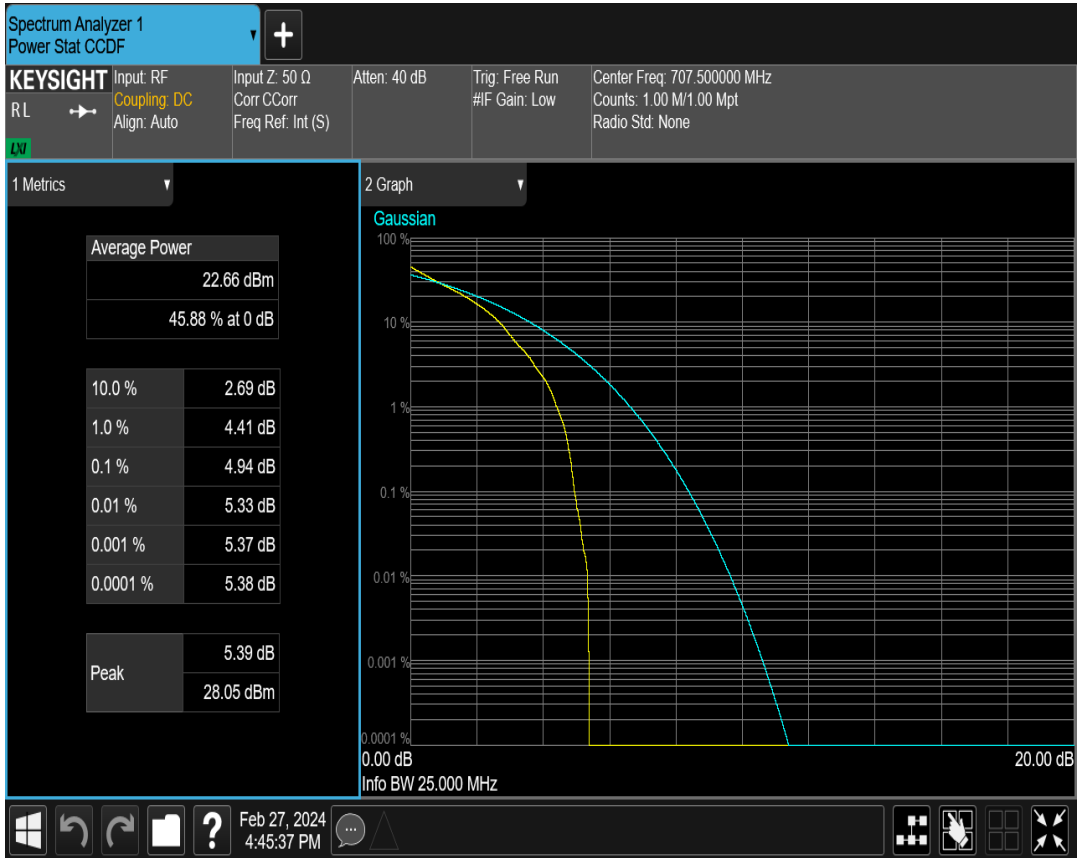 Spectrum Analyzer 1
Power Stat CCDF
KEYSIGHT
R L
LXI
Input: RF
Coupling: DC
Align: Auto
Input Z: 50 Ω
Corr CCorr
Freq Ref: Int (S)
Atten: 40 dB
Trig: Free Run
#IF Gain: Low
Center Freq: 707.500000 MHz
Counts: 1.00 M/1.00 Mpt
Radio Std: None
1 Metrics
Average Power
22.66 dBm
45.88 % at 0 dB
10.0 % 2.69 dB
1.0 % 4.41 dB
0.1 % 4.94 dB
0.01 % 5.33 dB
0.001 % 5.37 dB
0.0001 % 5.38 dB
Peak
5.39 dB
28.05 dBm
2 Graph
Gaussian
100 %
10 %
1 %
0.1 %
0.01 %
0.001 %
0.0001 %
0.00 dB 20.00 dB
Info BW 25.000 MHz
?
Feb 27, 2024
4:45:37 PM